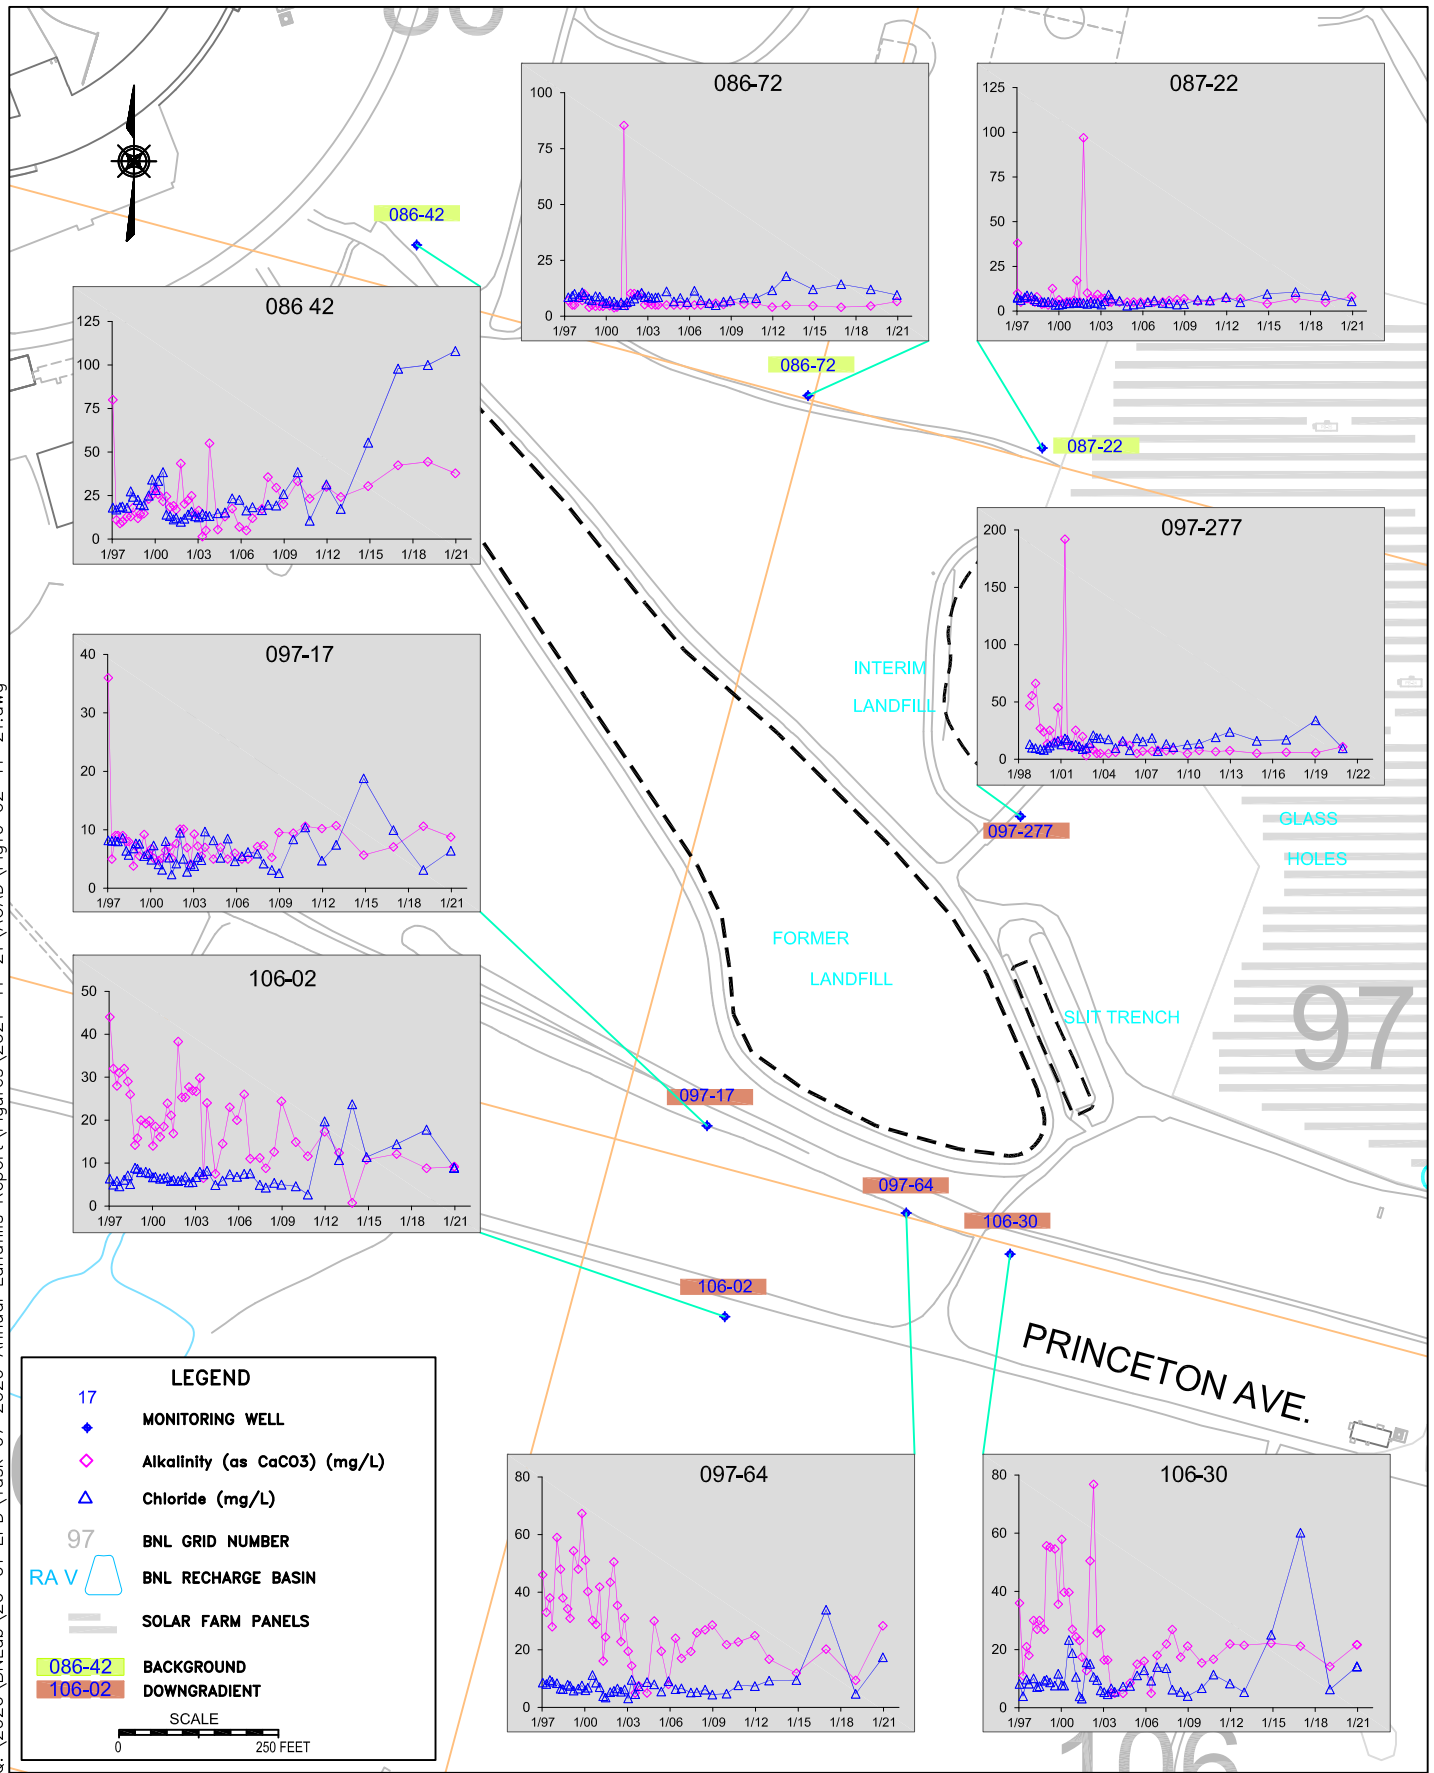 086-72
100
75
50
25
0
1/97 1/00 1/03 1/06 1/09 1/12 1/15 1/18 1/21
087-22
125
100
75
50
25
0
1/97 1/00 1/03 1/06 1/09 1/12 1/15 1/18 1/21
086-42
086 42
125
100
75
50
25
0
1/97 1/00 1/03 1/06 1/09 1/12 1/15 1/18 1/21
086-72
087-22
097-277
200
150
100
50
0
1/98 1/01 1/04 1/07 1/10 1/13 1/16 1/19 1/22
097-17
40
30
20
10
0
1/97 1/00 1/03 1/06 1/09 1/12 1/15 1/18 1/21
INTERIM
LANDFILL
097-277
GLASS
HOLES
FORMER
LANDFILL
SLIT TRENCH
97
106-02
50
40
30
20
10
0
1/97 1/00 1/03 1/06 1/09 1/12 1/15 1/18 1/21
097-17
097-64
106-30
106-02
PRINCETON AVE.
LEGEND
17
MONITORING WELL
Alkalinity (as CaCO3) (mg/L)
Chloride (mg/L)
97 BNL GRID NUMBER
RA V BNL RECHARGE BASIN
SOLAR FARM PANELS
086-42 BACKGROUND
106-02 DOWNGRADIENT
SCALE
0 250 FEET
097-64
80
60
40
20
0
1/97 1/00 1/03 1/06 1/09 1/12 1/15 1/18 1/21
106-30
80
60
40
20
0
1/97 1/00 1/03 1/06 1/09 1/12 1/15 1/18 1/21
106